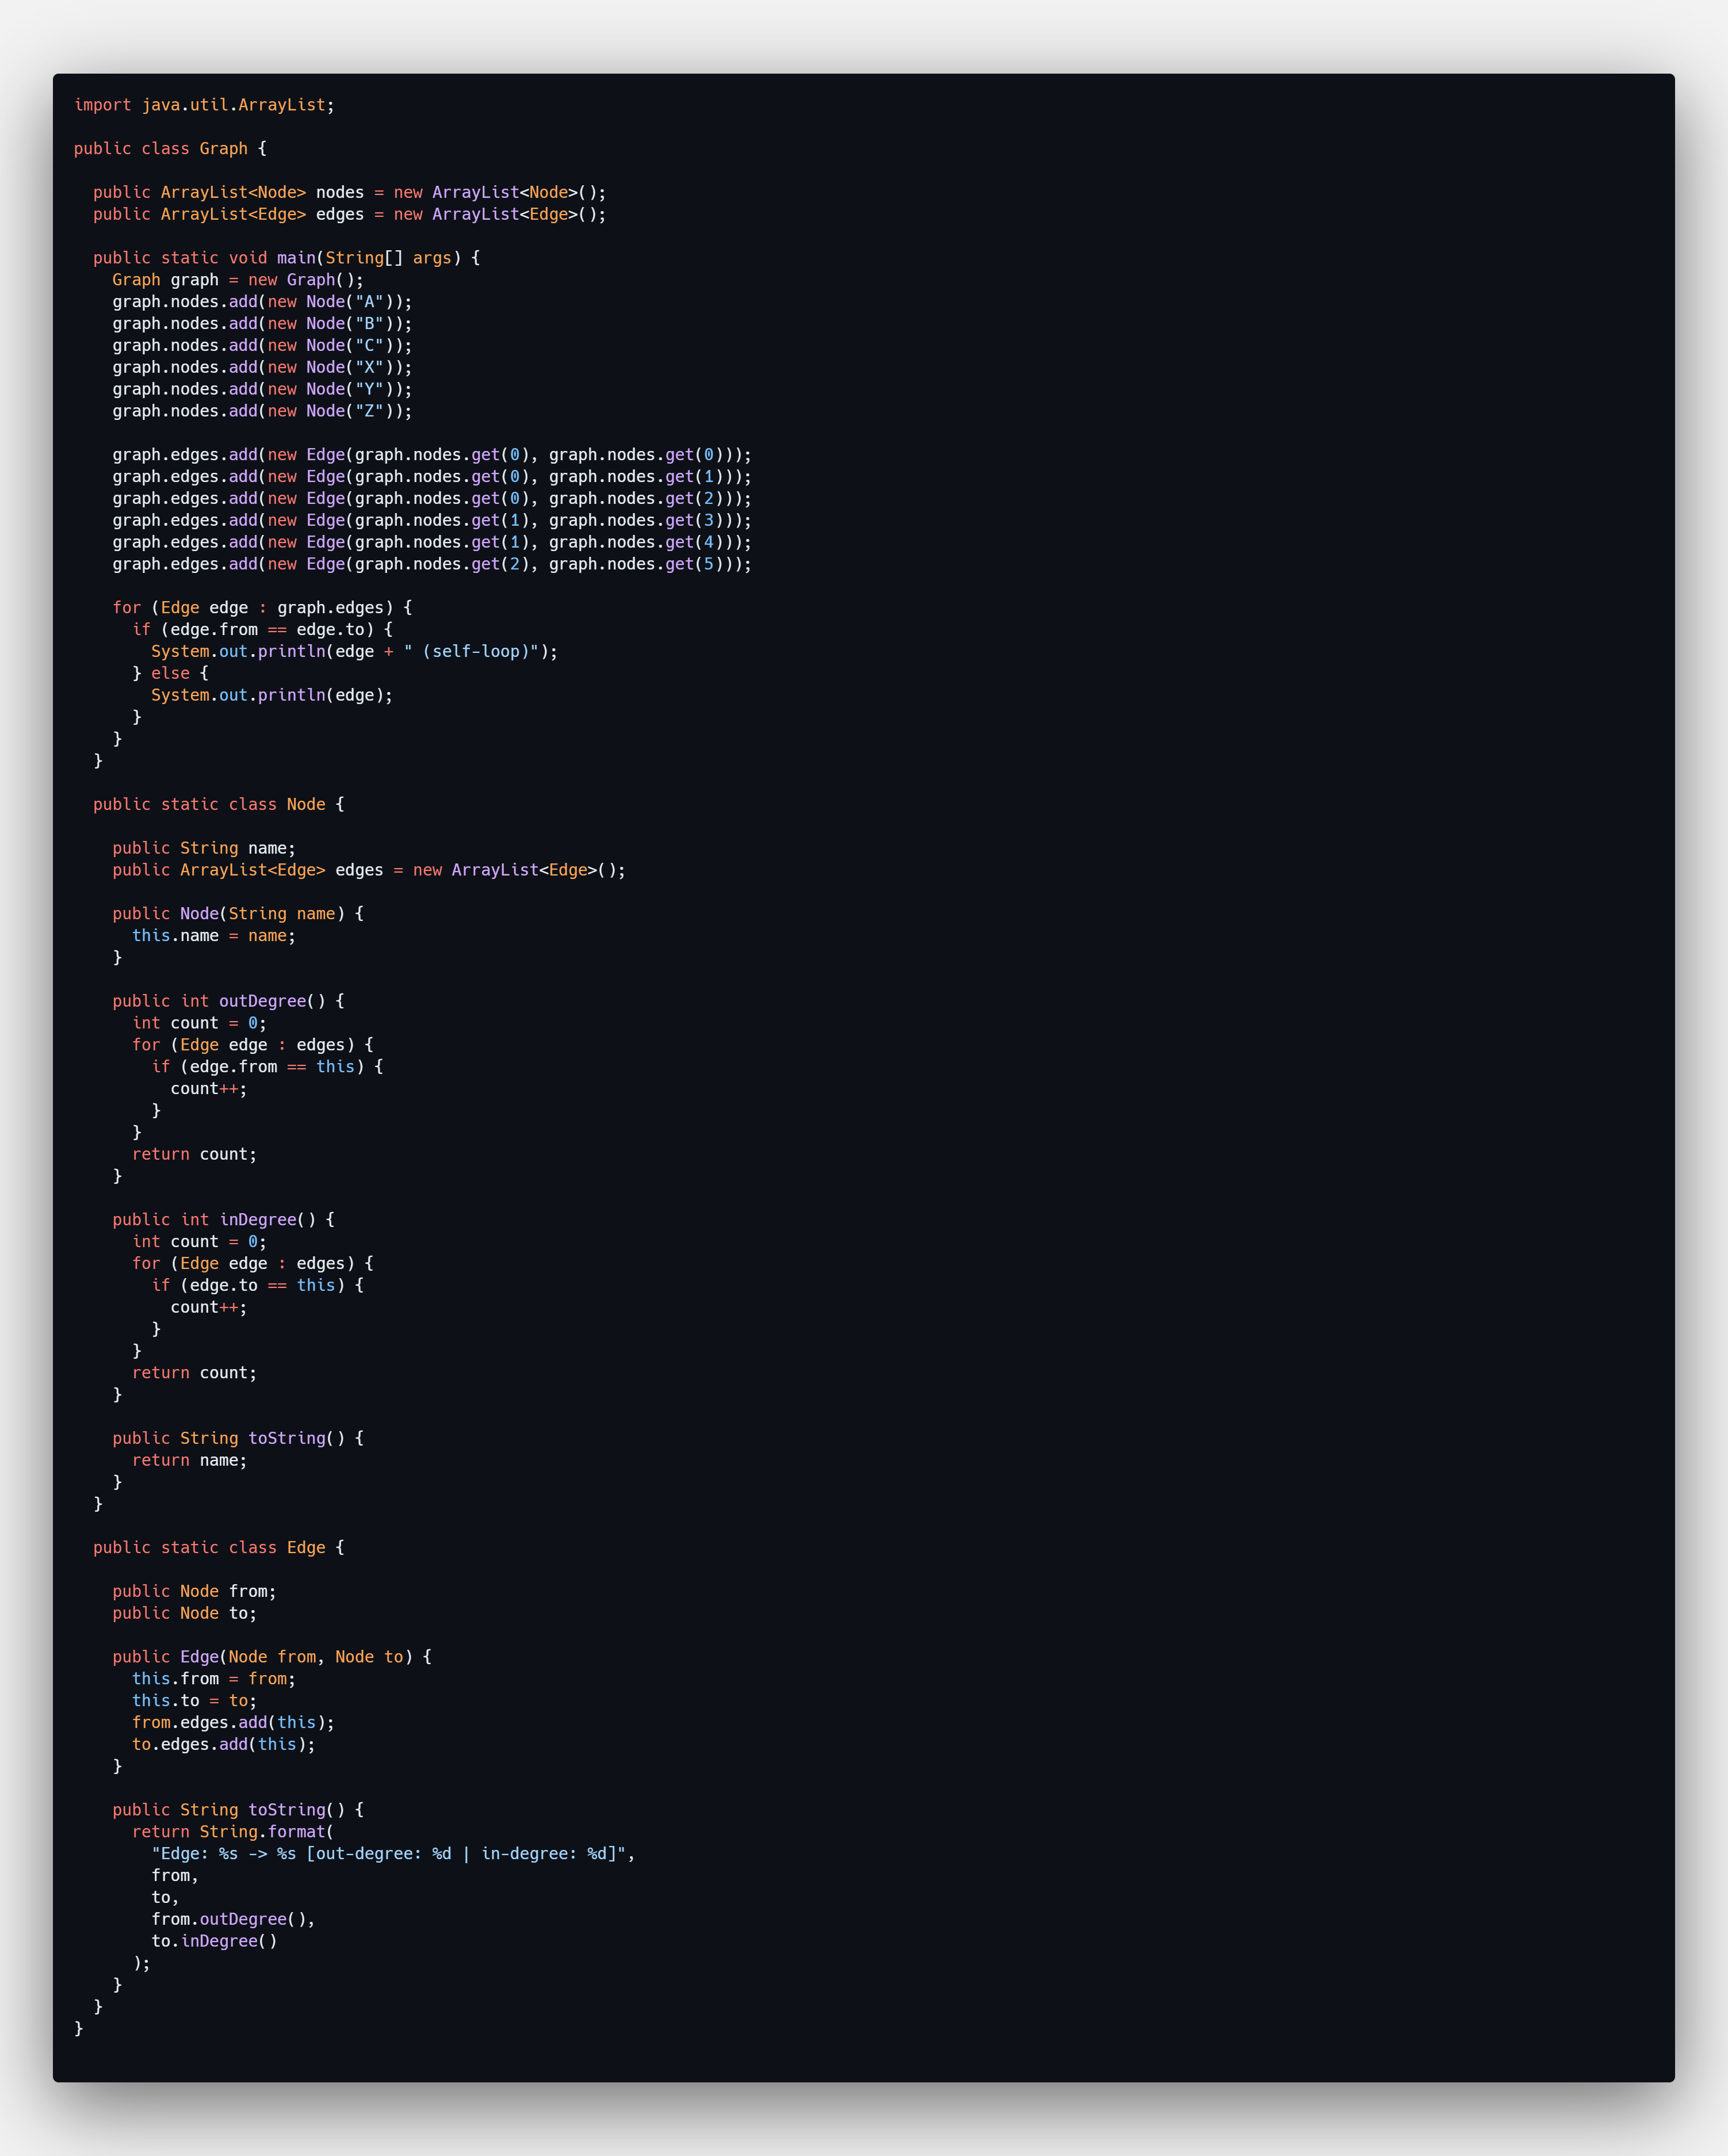 import java.util.ArrayList;

public class Graph {

  public ArrayList<Node> nodes = new ArrayList<Node>();
  public ArrayList<Edge> edges = new ArrayList<Edge>();

  public static void main(String[] args) {
    Graph graph = new Graph();
    graph.nodes.add(new Node("A"));
    graph.nodes.add(new Node("B"));
    graph.nodes.add(new Node("C"));
    graph.nodes.add(new Node("X"));
    graph.nodes.add(new Node("Y"));
    graph.nodes.add(new Node("Z"));

    graph.edges.add(new Edge(graph.nodes.get(0), graph.nodes.get(0)));
    graph.edges.add(new Edge(graph.nodes.get(0), graph.nodes.get(1)));
    graph.edges.add(new Edge(graph.nodes.get(0), graph.nodes.get(2)));
    graph.edges.add(new Edge(graph.nodes.get(1), graph.nodes.get(3)));
    graph.edges.add(new Edge(graph.nodes.get(1), graph.nodes.get(4)));
    graph.edges.add(new Edge(graph.nodes.get(2), graph.nodes.get(5)));

    for (Edge edge : graph.edges) {
      if (edge.from == edge.to) {
        System.out.println(edge + " (self-loop)");
      } else {
        System.out.println(edge);
      }
    }
  }

  public static class Node {

    public String name;
    public ArrayList<Edge> edges = new ArrayList<Edge>();

    public Node(String name) {
      this.name = name;
    }

    public int outDegree() {
      int count = 0;
      for (Edge edge : edges) {
        if (edge.from == this) {
          count++;
        }
      }
      return count;
    }

    public int inDegree() {
      int count = 0;
      for (Edge edge : edges) {
        if (edge.to == this) {
          count++;
        }
      }
      return count;
    }

    public String toString() {
      return name;
    }
  }

  public static class Edge {

    public Node from;
    public Node to;

    public Edge(Node from, Node to) {
      this.from = from;
      this.to = to;
      from.edges.add(this);
      to.edges.add(this);
    }

    public String toString() {
      return String.format(
        "Edge: %s -> %s [out-degree: %d | in-degree: %d]",
        from,
        to,
        from.outDegree(),
        to.inDegree()
      );
    }
  }
}